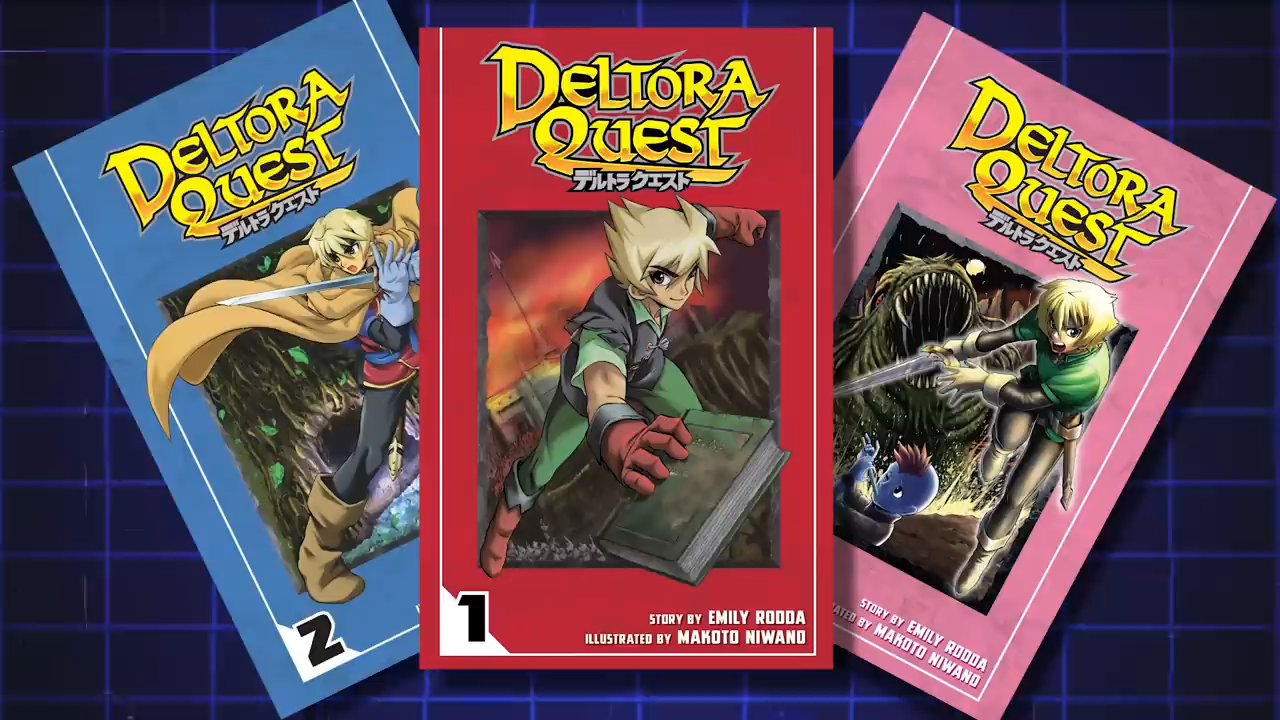 DELTORA
QUEST
デルトラ クエスト
2
DELTORA
QUEST
デルトラ クエスト
1
STORY BY EMILY RODDA
ILLUSTRATED BY MAKOTO NIWANO
DELTORA
QUEST
デルトラ クエスト
STORY BY EMILY RODDA
BY MAKOTO NIWANO